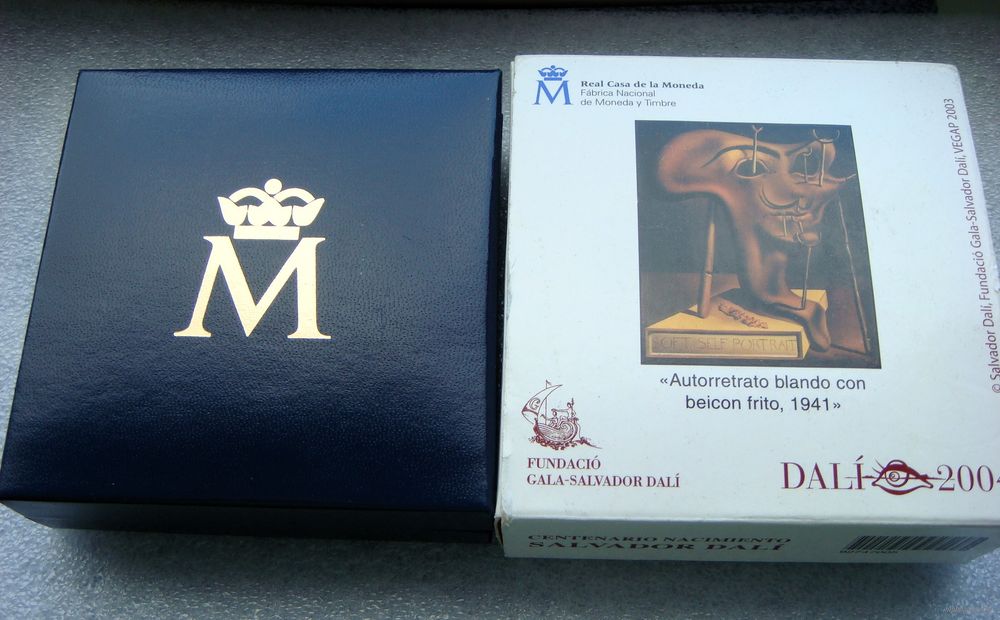 M
M
Real Casa de la Moneda
Fábrica Nacional
de Moneda y Timbre
© Salvador Dalí, Fundació Gala-Salvador Dalí, VEGAP 2003
SOFT SELF PORTRAIT
«Autorretrato blando con
beicon frito, 1941»
FUNDACIÓ
GALA-SALVADOR DALÍ
DALÍ 2004
CENTENARIO NACIMIENTO
SALVADOR DALÍ